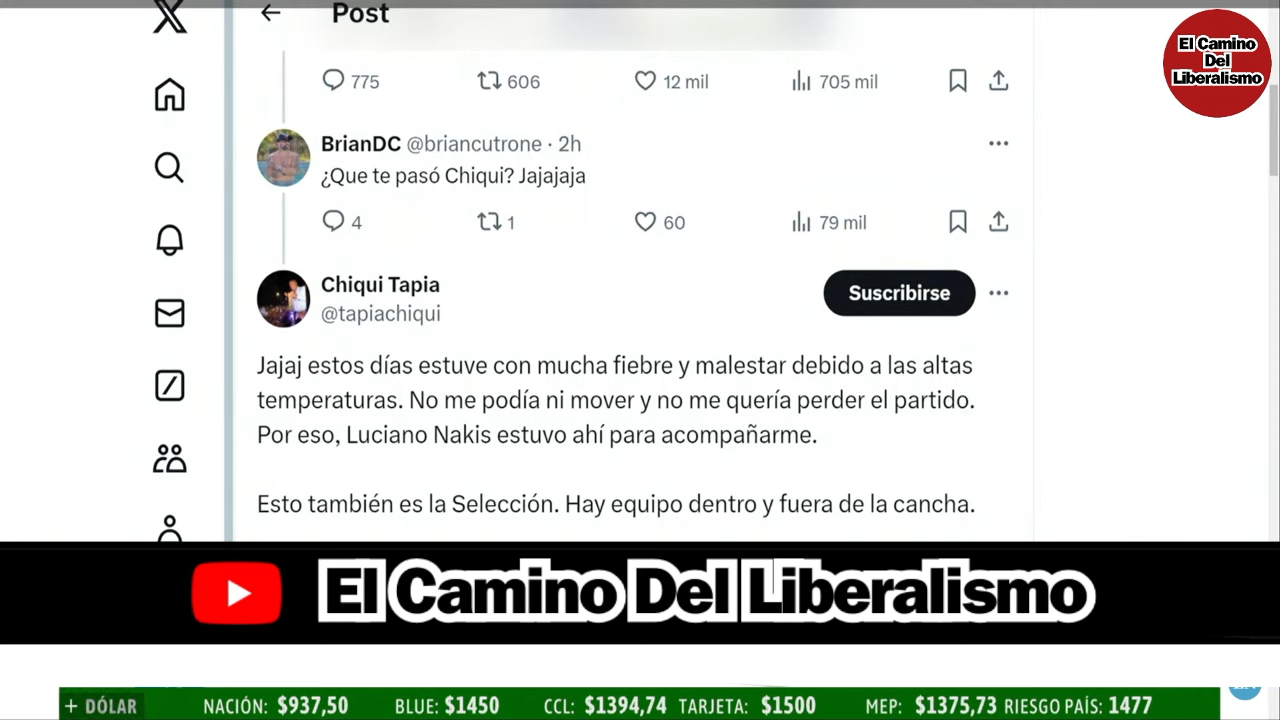 Post
El Camino
Del
Liberalismo
775 606 12 mil 705 mil
BrianDC @briancutrone · 2h
¿Que te pasó Chiqui? Jajajaja
4 1 60 79 mil
Chiqui Tapia
@tapiachiqui
Suscribirse
Jajaj estos días estuve con mucha fiebre y malestar debido a las altas
temperaturas. No me podía ni mover y no me quería perder el partido.
Por eso, Luciano Nakis estuvo ahí para acompañarme.
Esto también es la Selección. Hay equipo dentro y fuera de la cancha.
El Camino Del Liberalismo
+ DÓLAR NACIÓN: $937,50 BLUE: $1450 CCL: $1394,74 TARJETA: $1500 MEP: $1375,73 RIESGO PAÍS: 1477